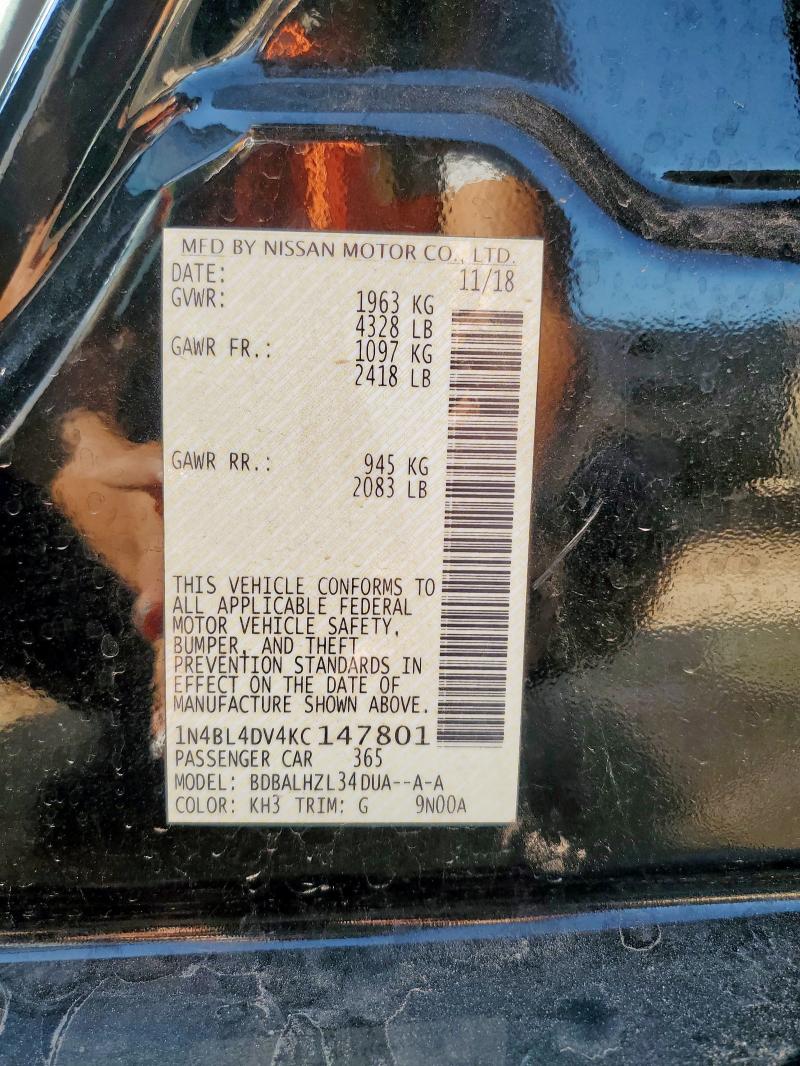 MFD BY NISSAN MOTOR CO., LTD.
DATE: 11/18
GVWR: 1963 KG
4328 LB
GAWR FR.: 1097 KG
2418 LB
GAWR RR.: 945 KG
2083 LB
THIS VEHICLE CONFORMS TO
ALL APPLICABLE FEDERAL
MOTOR VEHICLE SAFETY,
BUMPER, AND THEFT
PREVENTION STANDARDS IN
EFFECT ON THE DATE OF
MANUFACTURE SHOWN ABOVE.
1N4BL4DV4KC147801
PASSENGER CAR 365
MODEL: BDBALHZL34DUA--A-A
COLOR: KH3 TRIM: G 9N00A